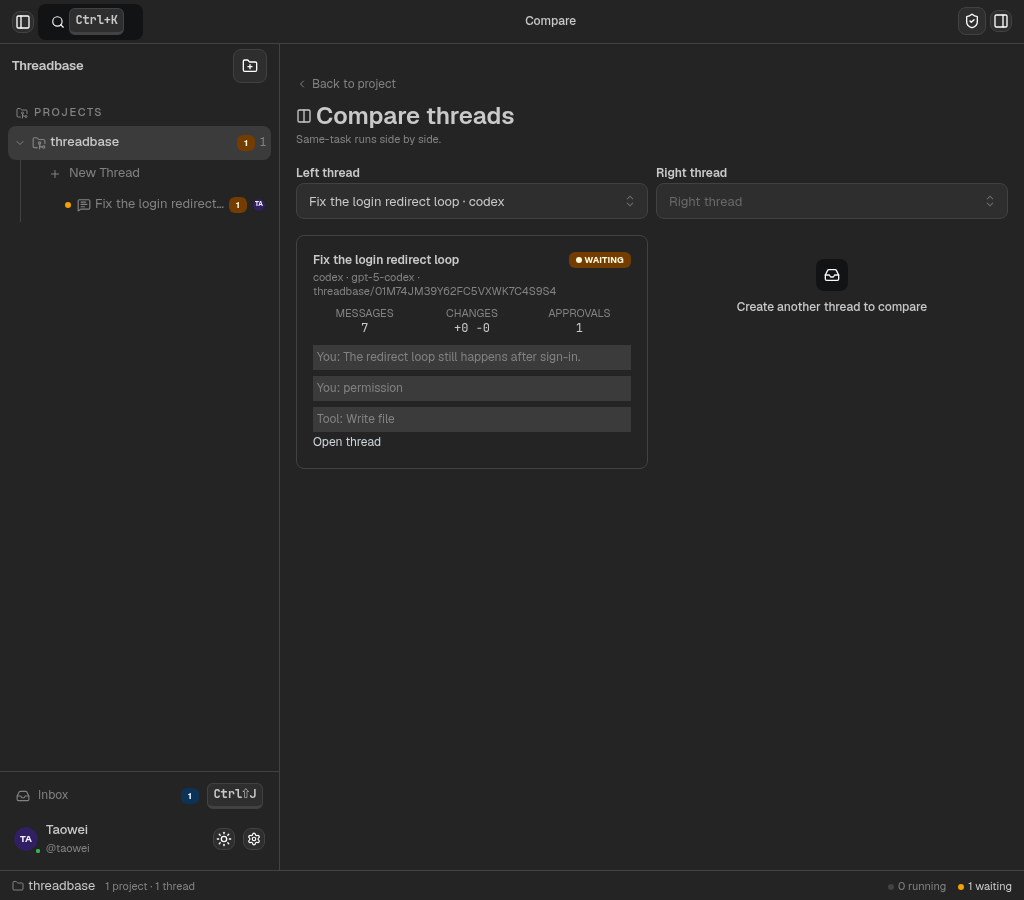 Ctrl+K
Compare
Threadbase
PROJECTS
threadbase 1 1
New Thread
Fix the login redirect... 1 TA
Inbox 1 Ctrl⇧J
TA Taowei
@taowei
Back to project
Compare threads
Same-task runs side by side.
Left thread
Fix the login redirect loop · codex
Right thread
Right thread
Fix the login redirect loop WAITING
codex · gpt-5-codex ·
threadbase/01M74JM39Y62FC5VXWK7C4S9S4
MESSAGES CHANGES APPROVALS
7 +0 -0 1
You: The redirect loop still happens after sign-in.
You: permission
Tool: Write file
Open thread
Create another thread to compare
threadbase 1 project · 1 thread 0 running 1 waiting